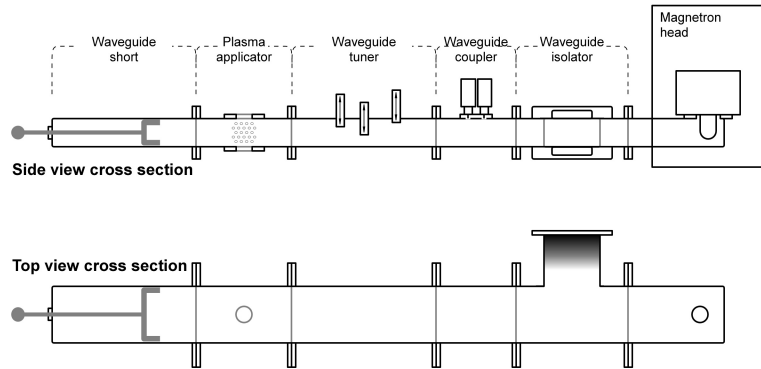 Magnetron
head
Waveguide
short
Plasma
applicator
Waveguide
tuner
Waveguide
coupler
Waveguide
isolator
Side view cross section
Top view cross section